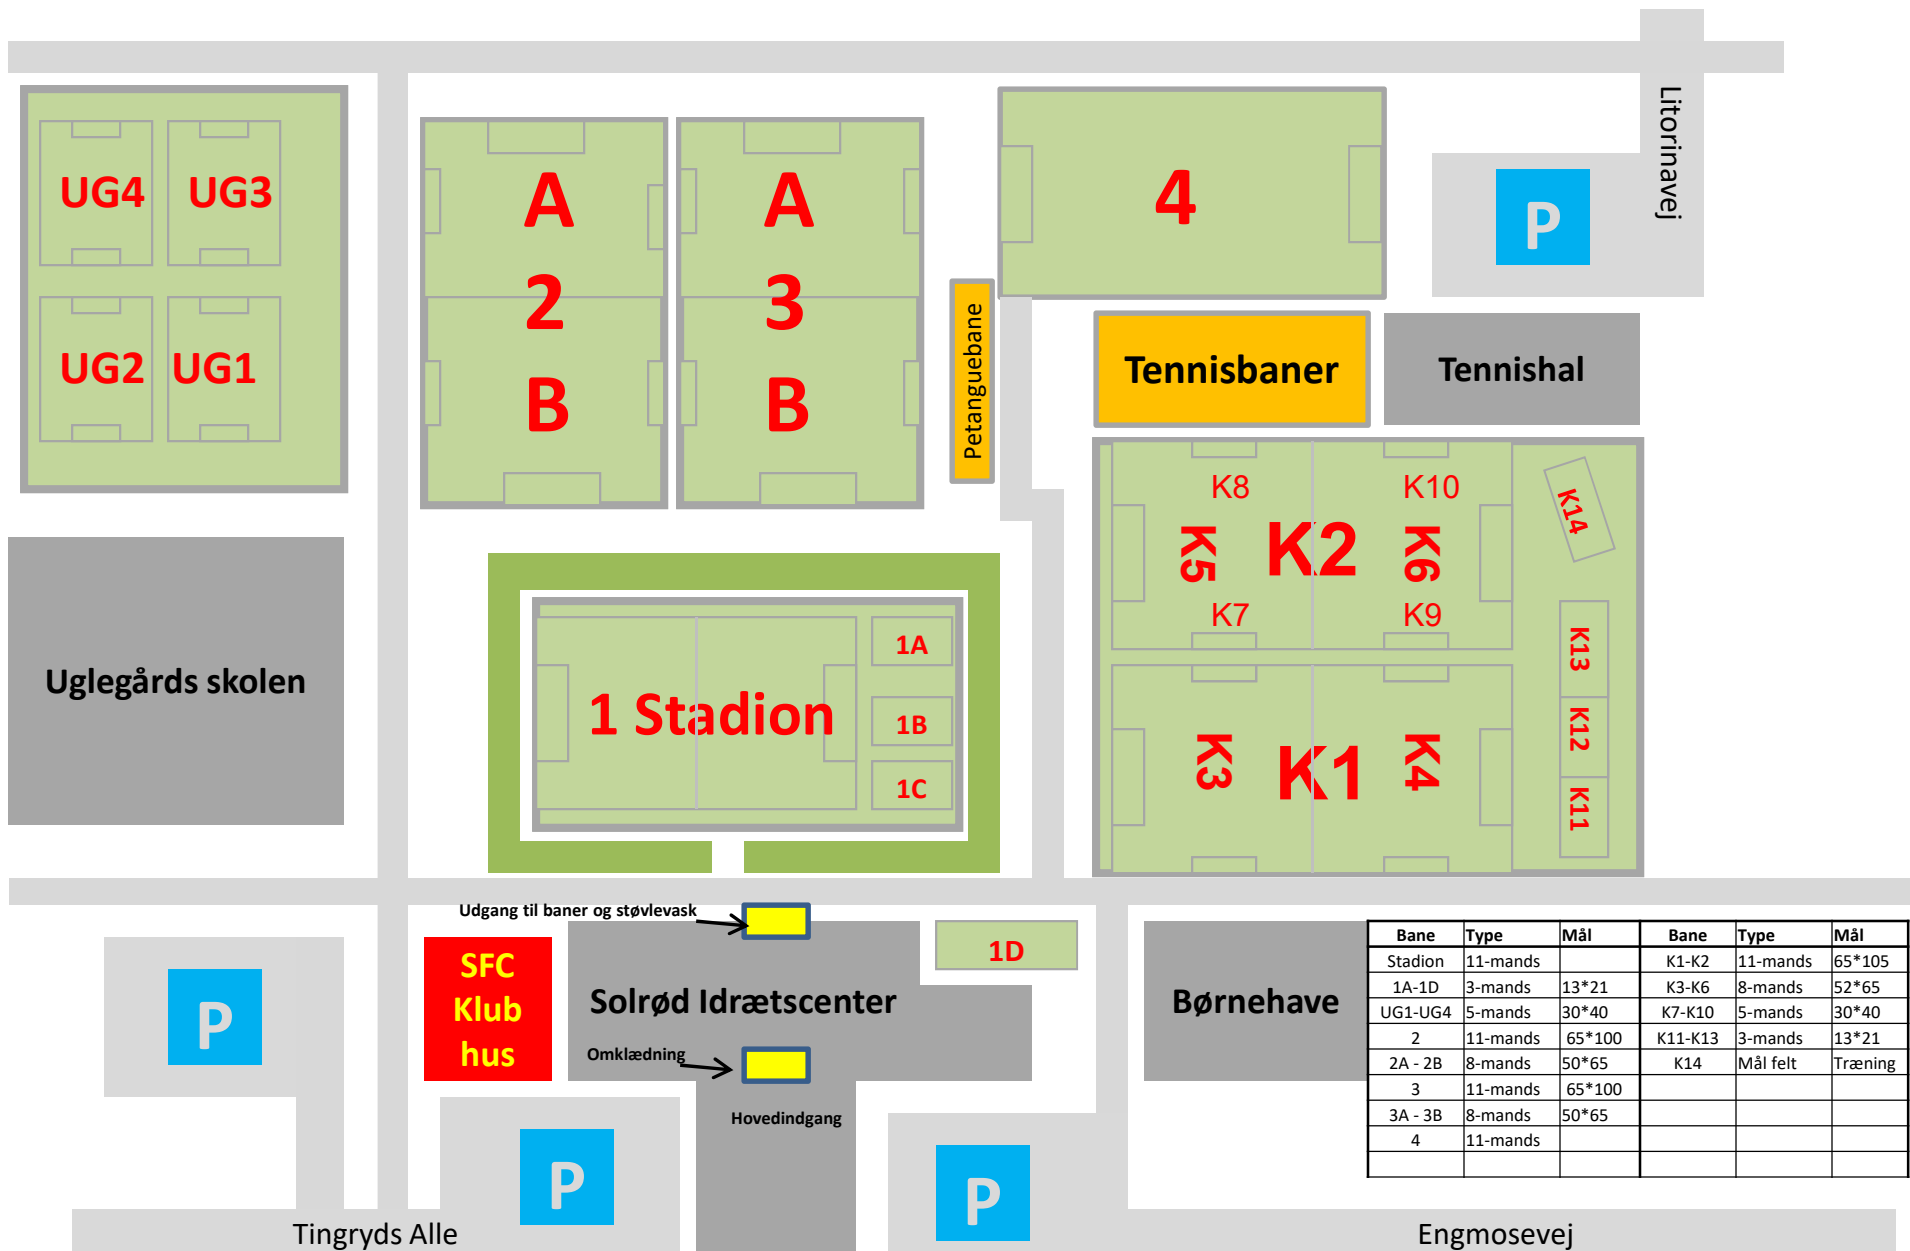 Litorinavej
UG4
UG3
A
A
4
P
2
3
UG2
UG1
B
B
Petanguebane
Tennisbaner
Tennishal
K8
K10
K14
K5
K2
K6
K7
K9
Uglegårds skolen
1 Stadion
1A
1B
1C
K13
K12
K11
K3
K1
K4
Udgang til baner og støvlevask
SFC
Klub
hus
Solrød Idrætscenter
1D
Børnehave
P
Omklædning
Hovedindgang
P
P
Bane Type Mål Bane Type Mål
Stadion 11-mands K1-K2 11-mands 65*105
1A-1D 3-mands 13*21 K3-K6 8-mands 52*65
UG1-UG4 5-mands 30*40 K7-K10 5-mands 30*40
2 11-mands 65*100 K11-K13 3-mands 13*21
2A - 2B 8-mands 50*65 K14 Mål felt Træning
3 11-mands 65*100
3A - 3B 8-mands 50*65
4 11-mands
Tingryds Alle
Engmosevej